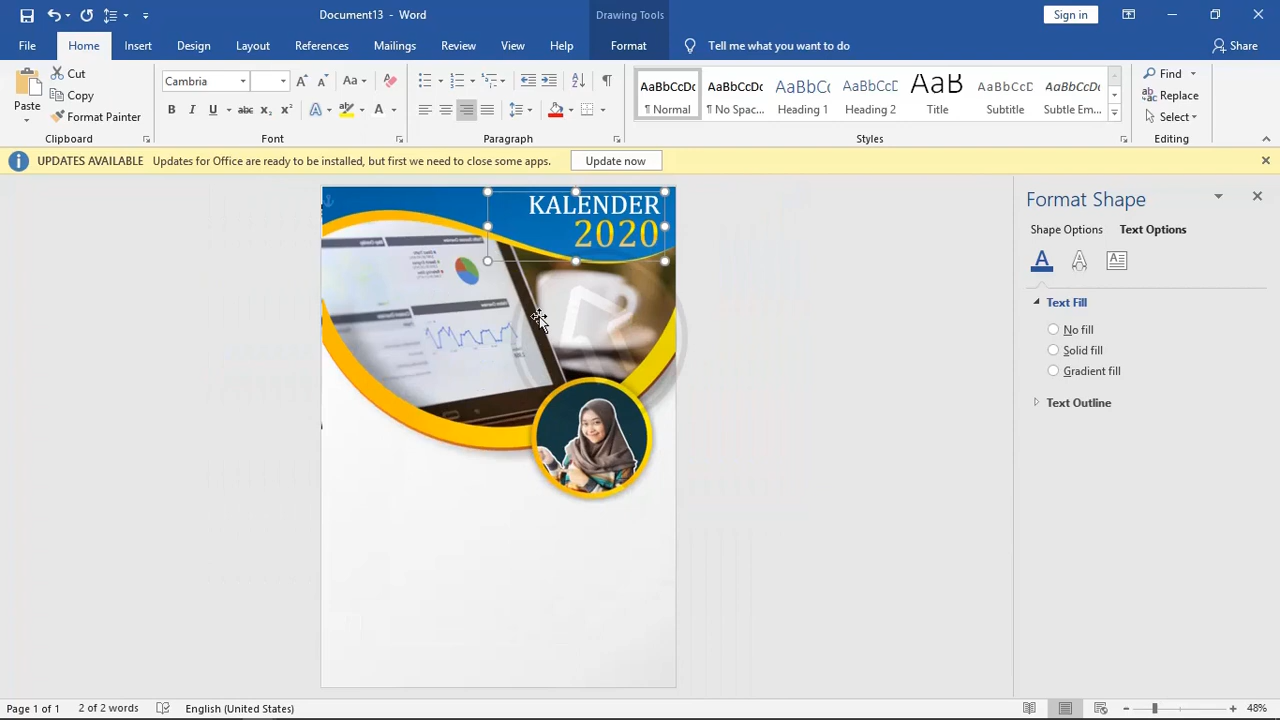 Document13 - Word
Drawing Tools
Sign in
File
Home
Insert
Design
Layout
References
Mailings
Review
View
Help
Format
Tell me what you want to do
Share
Paste
Cut
Copy
Format Painter
Clipboard
Cambria
Font
Paragraph
AaBbCcDc
¶ Normal
AaBbCcDc
¶ No Spac...
AaBbCc
Heading 1
AaBbCcI
Heading 2
AaB
Title
AaBbCcD
Subtitle
AaBbCcDc
Subtle Em...
Styles
Find
Replace
Select
Editing
UPDATES AVAILABLE Updates for Office are ready to be installed, but first we need to close some apps.
Update now
KALENDER
2020
Format Shape
Shape Options
Text Options
Text Fill
No fill
Solid fill
Gradient fill
Text Outline
Page 1 of 1
2 of 2 words
English (United States)
48%